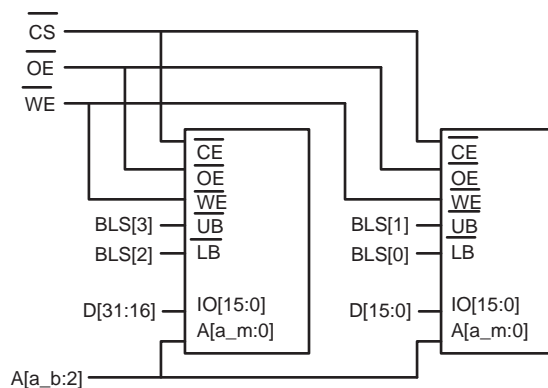 CS
OE
WE
CE
OE
WE
UB
LB
IO[15:0]
A[a_m:0]
BLS[3]
BLS[2]
D[31:16]
CE
OE
WE
UB
LB
IO[15:0]
A[a_m:0]
BLS[1]
BLS[0]
D[15:0]
A[a_b:2]